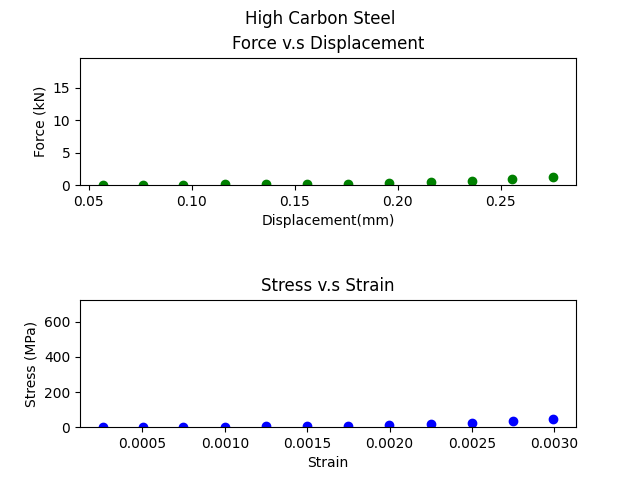 High Carbon Steel
Force v.s Displacement
15
10
5
0
Force (kN)
0.05 0.10 0.15 0.20 0.25
Displacement(mm)
Stress v.s Strain
600
400
200
0
Stress (MPa)
0.0005 0.0010 0.0015 0.0020 0.0025 0.0030
Strain